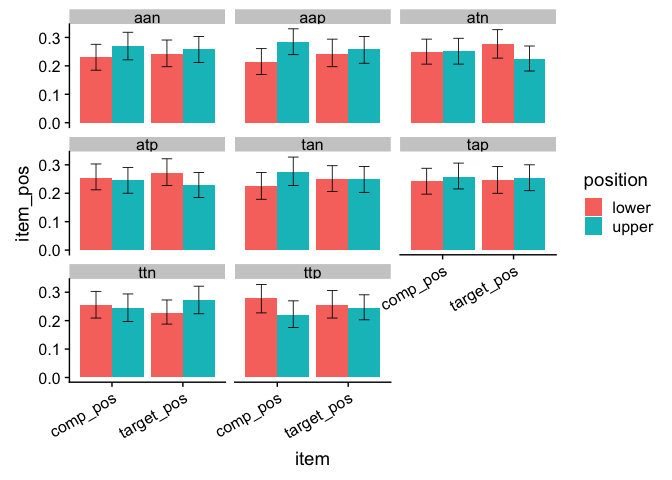 aan aap atn
0.3
0.2
0.1
0.0
atp tan tap
0.3
0.2
0.1
0.0
ttn ttp
0.3
0.2
0.1
0.0
comp_pos target_pos
comp_pos target_pos comp_pos target_pos
item
item_pos
position
lower
upper